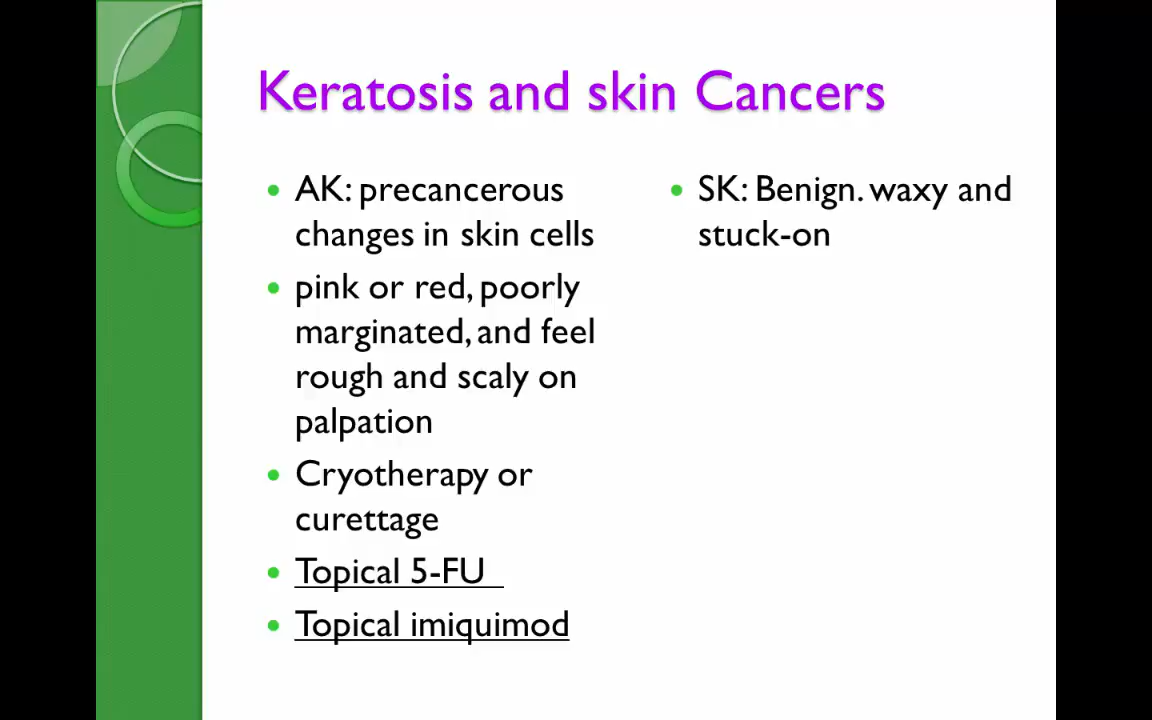 Keratosis and skin Cancers
• AK: precancerous
changes in skin cells
• pink or red, poorly
marginated, and feel
rough and scaly on
palpation
• Cryotherapy or
curettage
• Topical 5-FU
• Topical imiquimod
• SK: Benign. waxy and
stuck-on